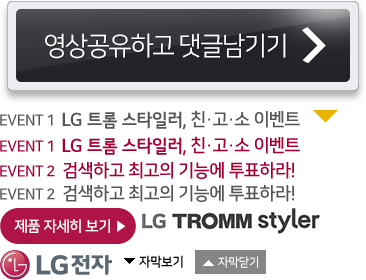 영상공유하고 댓글남기기
EVENT 1 LG 트롬 스타일러, 친·고·소 이벤트
EVENT 1 LG 트롬 스타일러, 친·고·소 이벤트
EVENT 2 검색하고 최고의 기능에 투표하라!
EVENT 2 검색하고 최고의 기능에 투표하라!
제품 자세히 보기 LG TROMM styler
LG전자 자막보기 자막닫기